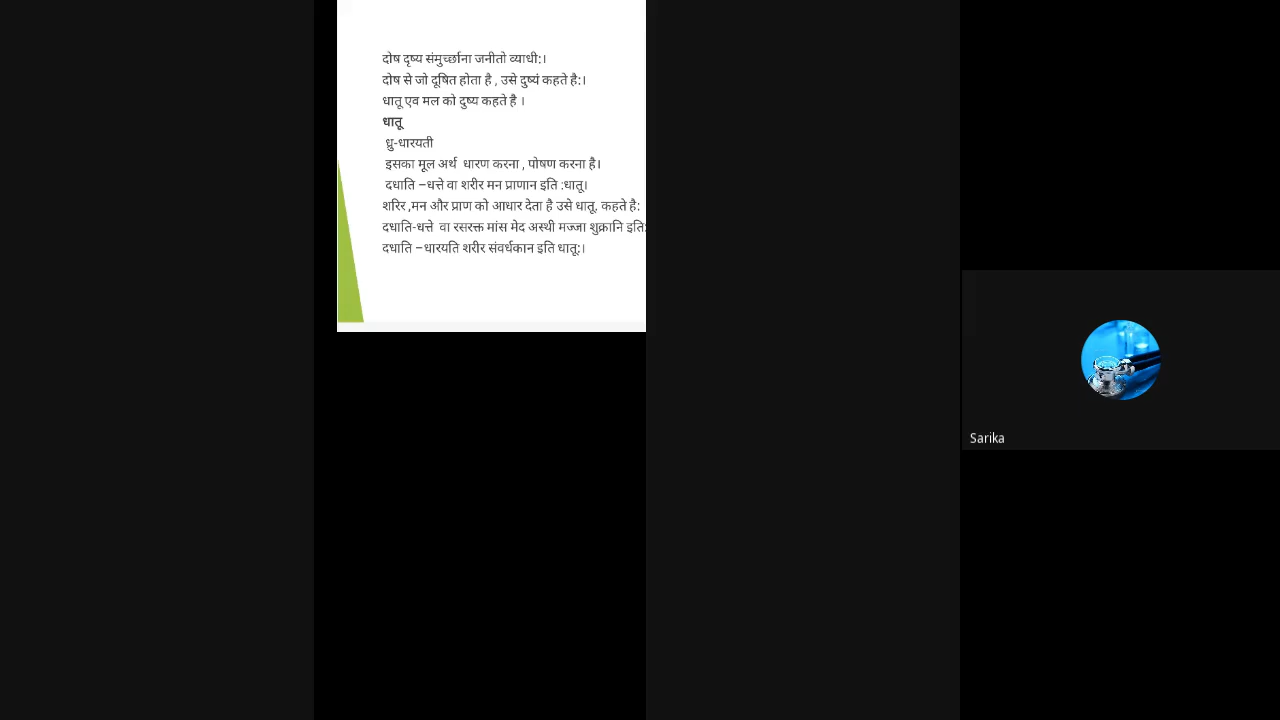 दोष दृष्य संमुर्च्छाना जनीतो व्याधी:।
दोष से जो दूषित होता है , उसे दुष्यं कहते है:।
धातू एव मल को दुष्य कहते है ।
धातू
ध्रु-धारयती
इसका मूल अर्थ धारण करना , पोषण करना है।
दधाति –धत्ते वा शरीर मन प्राणान इति :धातू।
शरिर ,मन और प्राण को आधार देता है उसे धातू. कहते है:
दधाति-धत्ते वा रसरक्त मांस मेद अस्थी मज्जा शुक्रानि इति:
दधाति –धारयति शरीर संवर्धकान इति धातू:।
Sarika